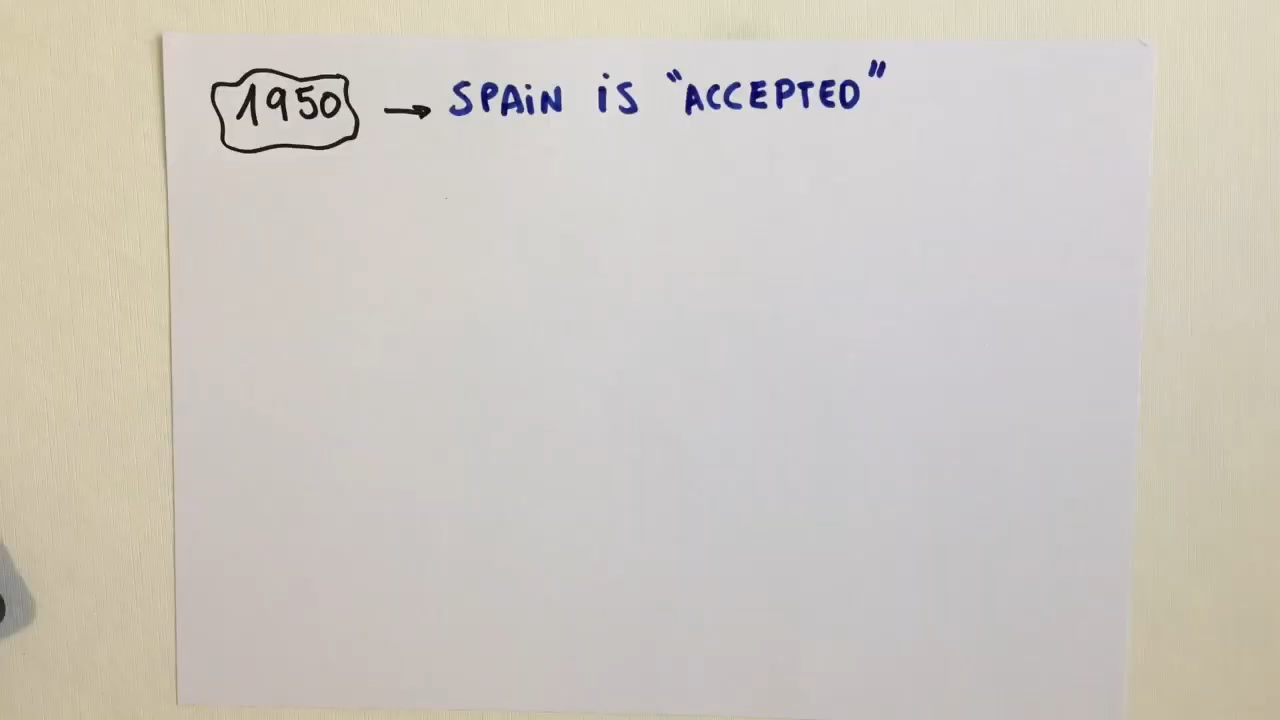 1950 → SPAiN iS "ACCEPTED"